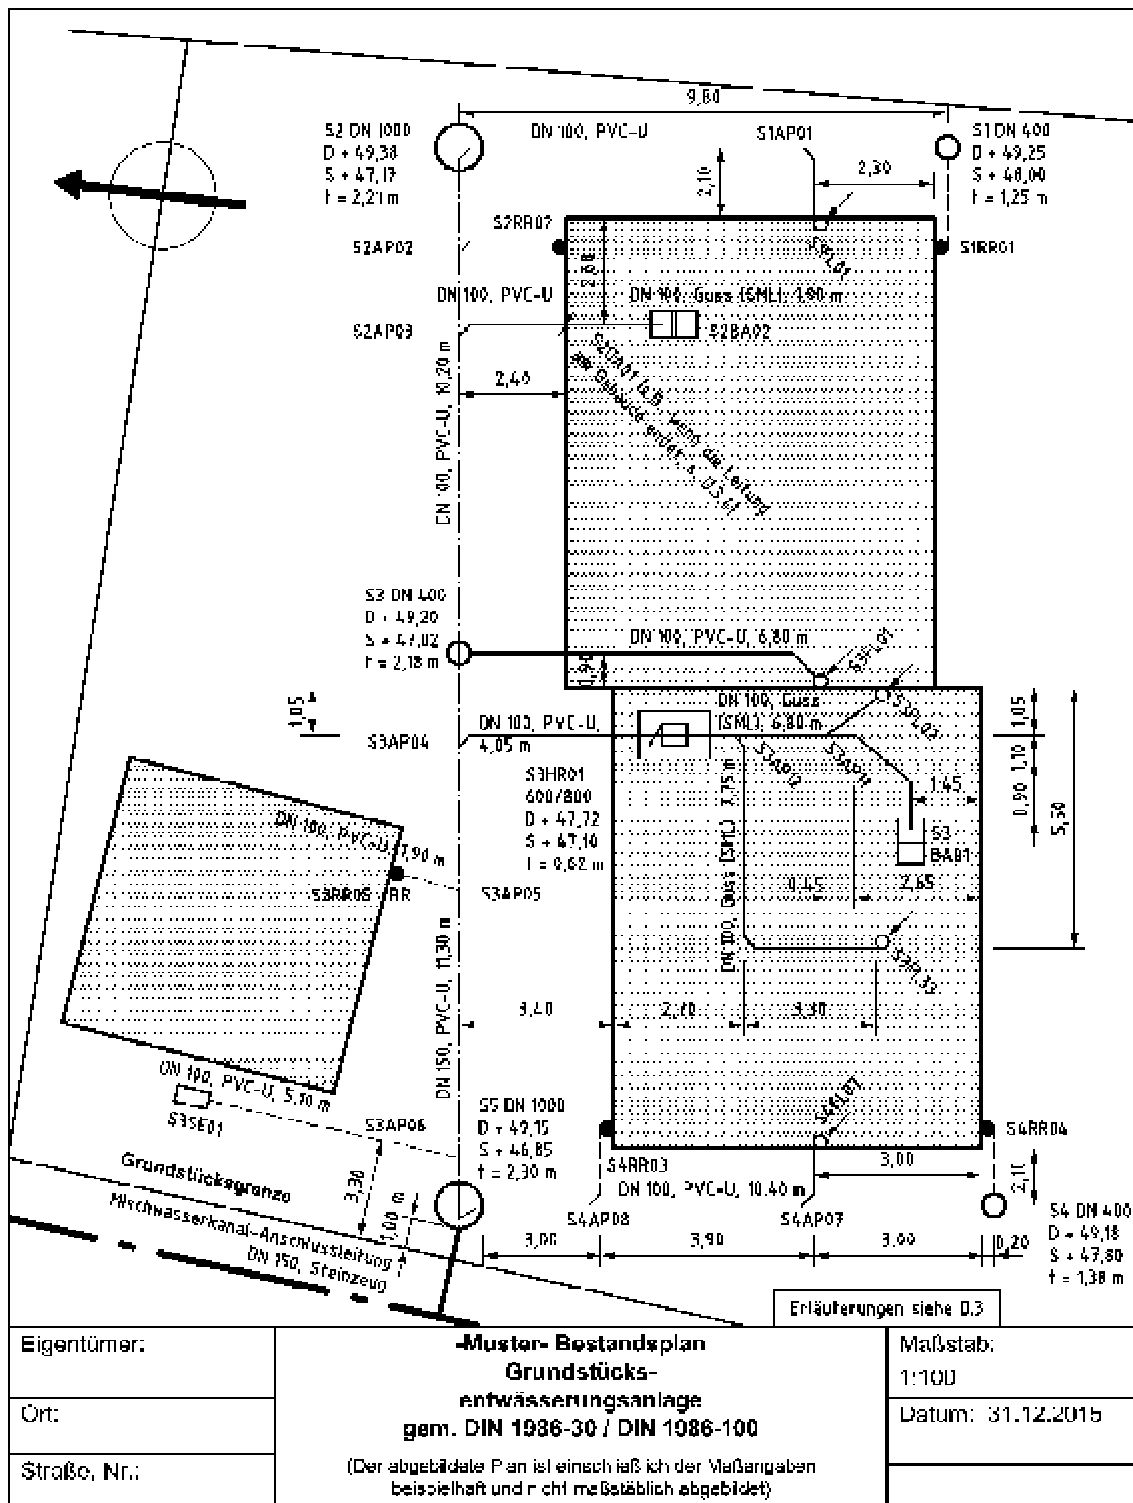 9,80
S2 DN 1000
D + 49,38
S + 47,17
t = 2,21 m
DN 100, PVC-U
S1AP01
S1 DN 400
D + 49,25
S + 48,00
t = 1,25 m
2,10
2,30
S2AP02
S1RR01
DN 100, PVC-U
DN 100, Guss (SML), 1,90 m
S2AP03
S2BA02
2,40
DN 100, PVC-U, 10,20 m
S3 DN 400
D + 49,20
S + 47,02
t = 2,18 m
DN 100, PVC-U, 6,80 m
S3FL01
1,05
DN 100, PVC-U,
4,05 m
DN 100, Guss
(SML), 6,80 m
1,05
S3AP04
S3AP12
S3AP11
S3HR01
600/800
D + 47,72
S + 47,10
t = 0,62 m
1,45
0,90
1,10
5,50
S3
BA01
DN 100, PVC-U, 7,90 m
S3RR05
RR
S3AP05
0,45
2,65
DN 150, PVC-U, 11,30 m
3,40
3,30
DN 100, PVC-U, 5,10 m
S3SE01
S3AP06
S5 DN 1000
D + 49,15
S + 46,85
t = 2,30 m
S4RR04
S4RR03
3,00
2,10
DN 100, PVC-U, 10,40 m
Grundstücksgrenze
3,30
1,00 m
Mischwasserkanal-Anschlussleitung
DN 150, Steinzeug
S4AP08
S4AP07
S4 DN 400
D + 49,18
S + 47,80
t = 1,38 m
3,00
3,90
3,00
0,20
Erläuterungen siehe D.3
Eigentümer:
Ort:
Straße, Nr.:
-Muster- Bestandsplan
Grundstücks-
entwässerungsanlage
gem. DIN 1986-30 / DIN 1986-100
(Der abgebildete Plan ist einschließlich der Maßangaben
beispielhaft und nicht maßstäblich abgebildet)
Maßstab:
1:100
Datum: 31.12.2015